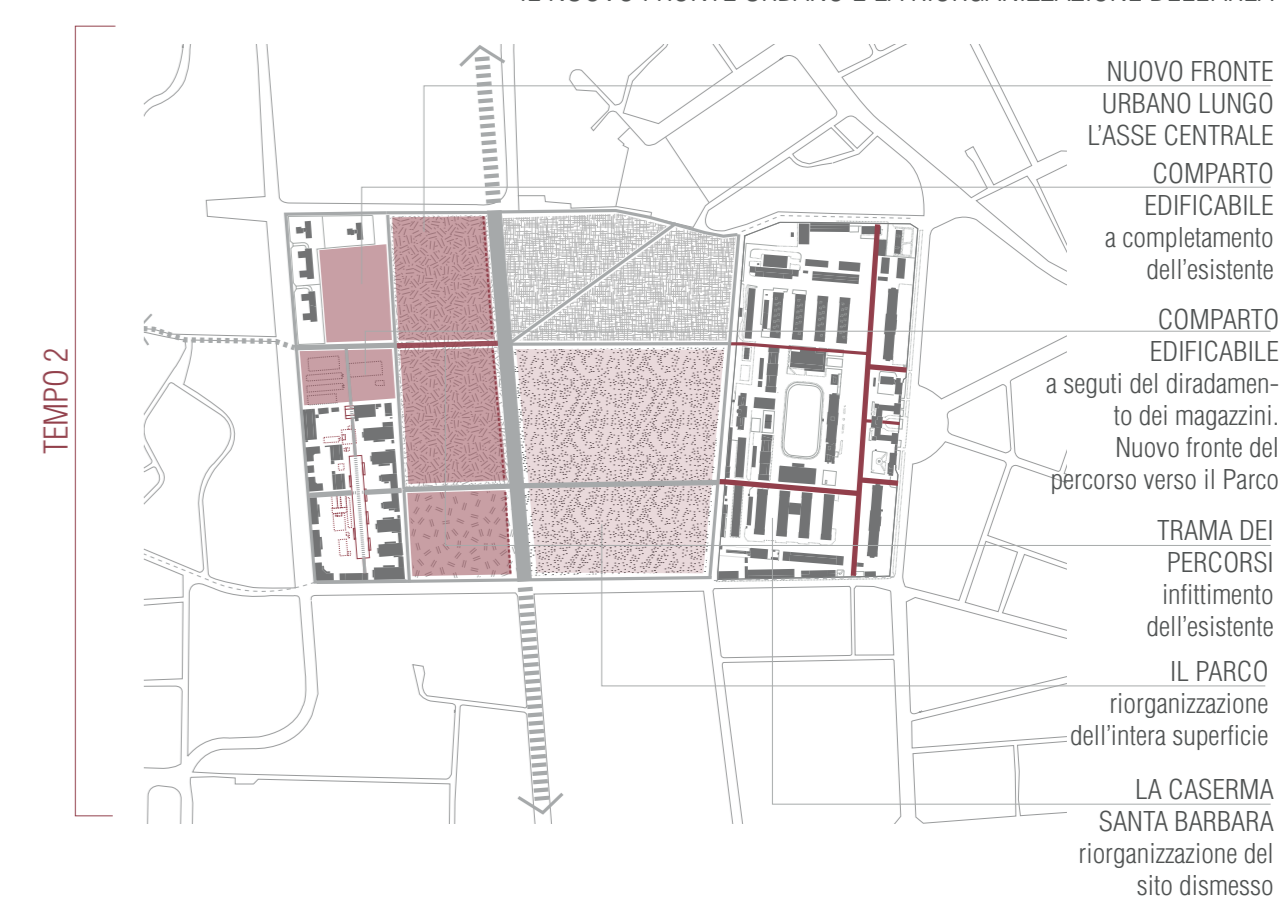 NUOVO FRONTE
URBANO LUNGO
L'ASSE CENTRALE
COMPARTO
EDIFICABILE
a completamento
dell'esistente
COMPARTO
EDIFICABILE
a seguti del diradamen-
to dei magazzini.
Nuovo fronte del
percorso verso il Parco
TRAMA DEI
PERCORSI
infittimento
dell'esistente
IL PARCO
riorganizzazione
dell'intera superficie
LA CASERMA
SANTA BARBARA
riorganizzazione del
sito dismesso
TEMPO 2